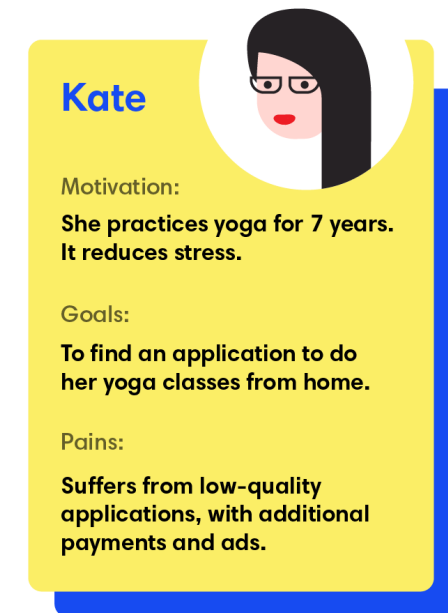 Kate
Motivation:
She practices yoga for 7 years.
It reduces stress.
Goals:
To find an application to do
her yoga classes from home.
Pains:
Suffers from low-quality
applications, with additional
payments and ads.